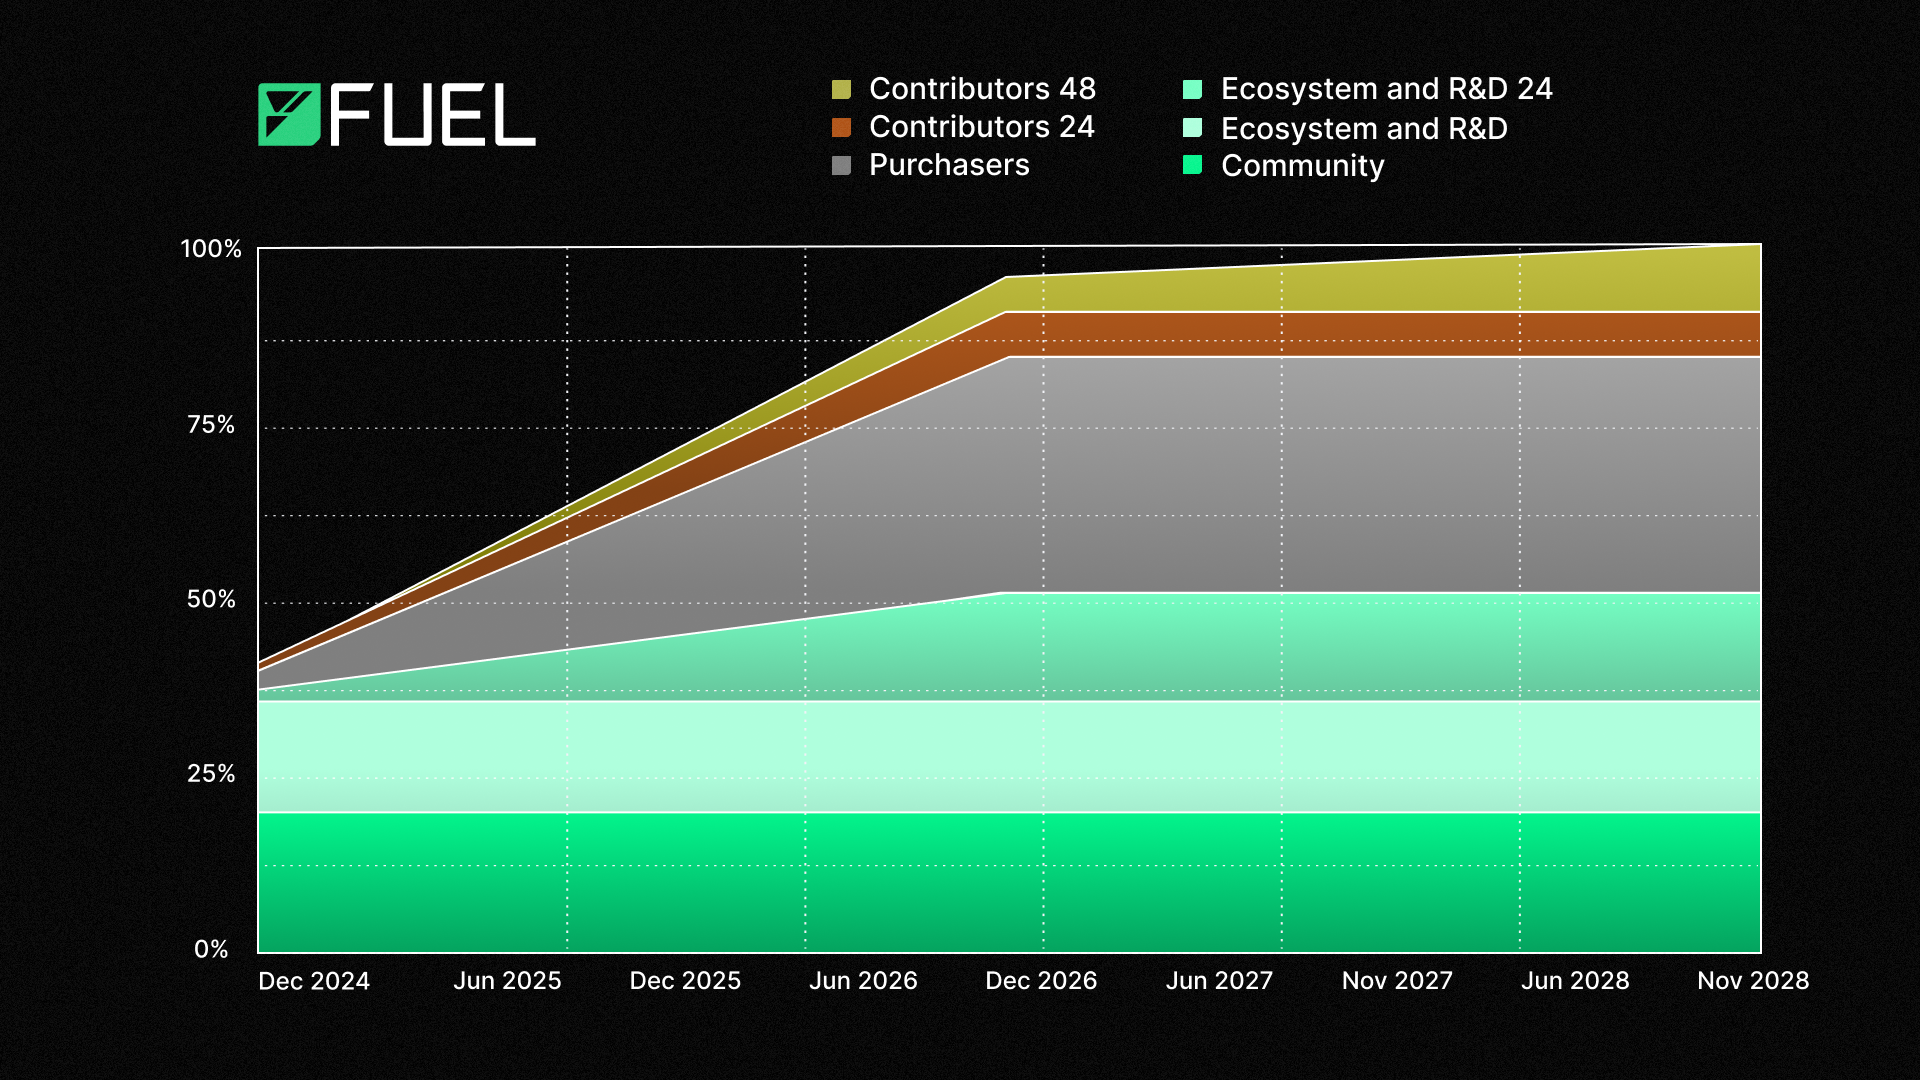 FUEL
Contributors 48
Contributors 24
Purchasers
Ecosystem and R&D 24
Ecosystem and R&D
Community
100%
75%
50%
25%
0%
Dec 2024
Jun 2025
Dec 2025
Jun 2026
Dec 2026
Jun 2027
Nov 2027
Jun 2028
Nov 2028